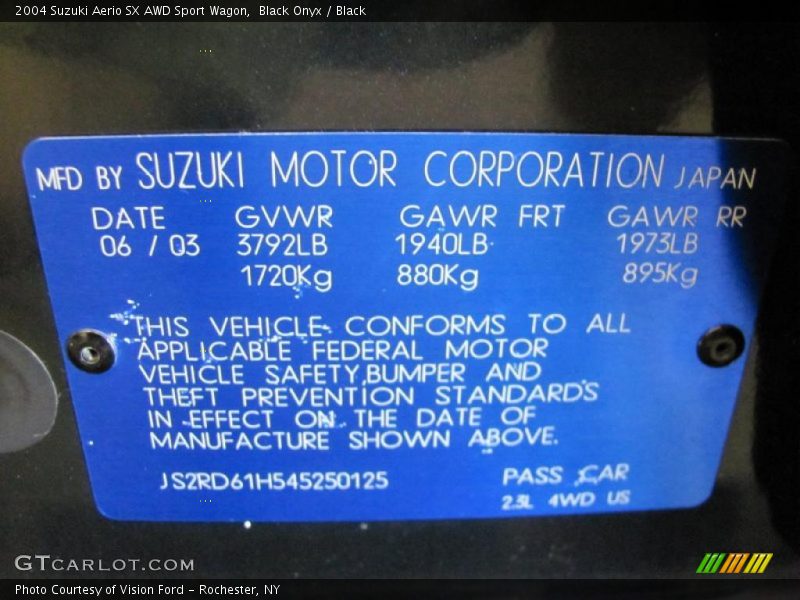 2004 Suzuki Aerio SX AWD Sport Wagon,  Black Onyx / Black
MFD BY SUZUKI MOTOR CORPORATION JAPAN
DATE GVWR GAWR FRT GAWR RR
06 / 03 3792LB 1940LB 1973LB
1720Kg 880Kg 895Kg
THIS VEHICLE CONFORMS TO ALL
APPLICABLE FEDERAL MOTOR
VEHICLE SAFETY,BUMPER AND
THEFT PREVENTION STANDARDS
IN EFFECT ON THE DATE OF
MANUFACTURE SHOWN ABOVE.
JS2RD61H545250125 PASS CAR
2.3L 4WD US
GTCARLOT.COM
Photo Courtesy of Vision Ford - Rochester, NY